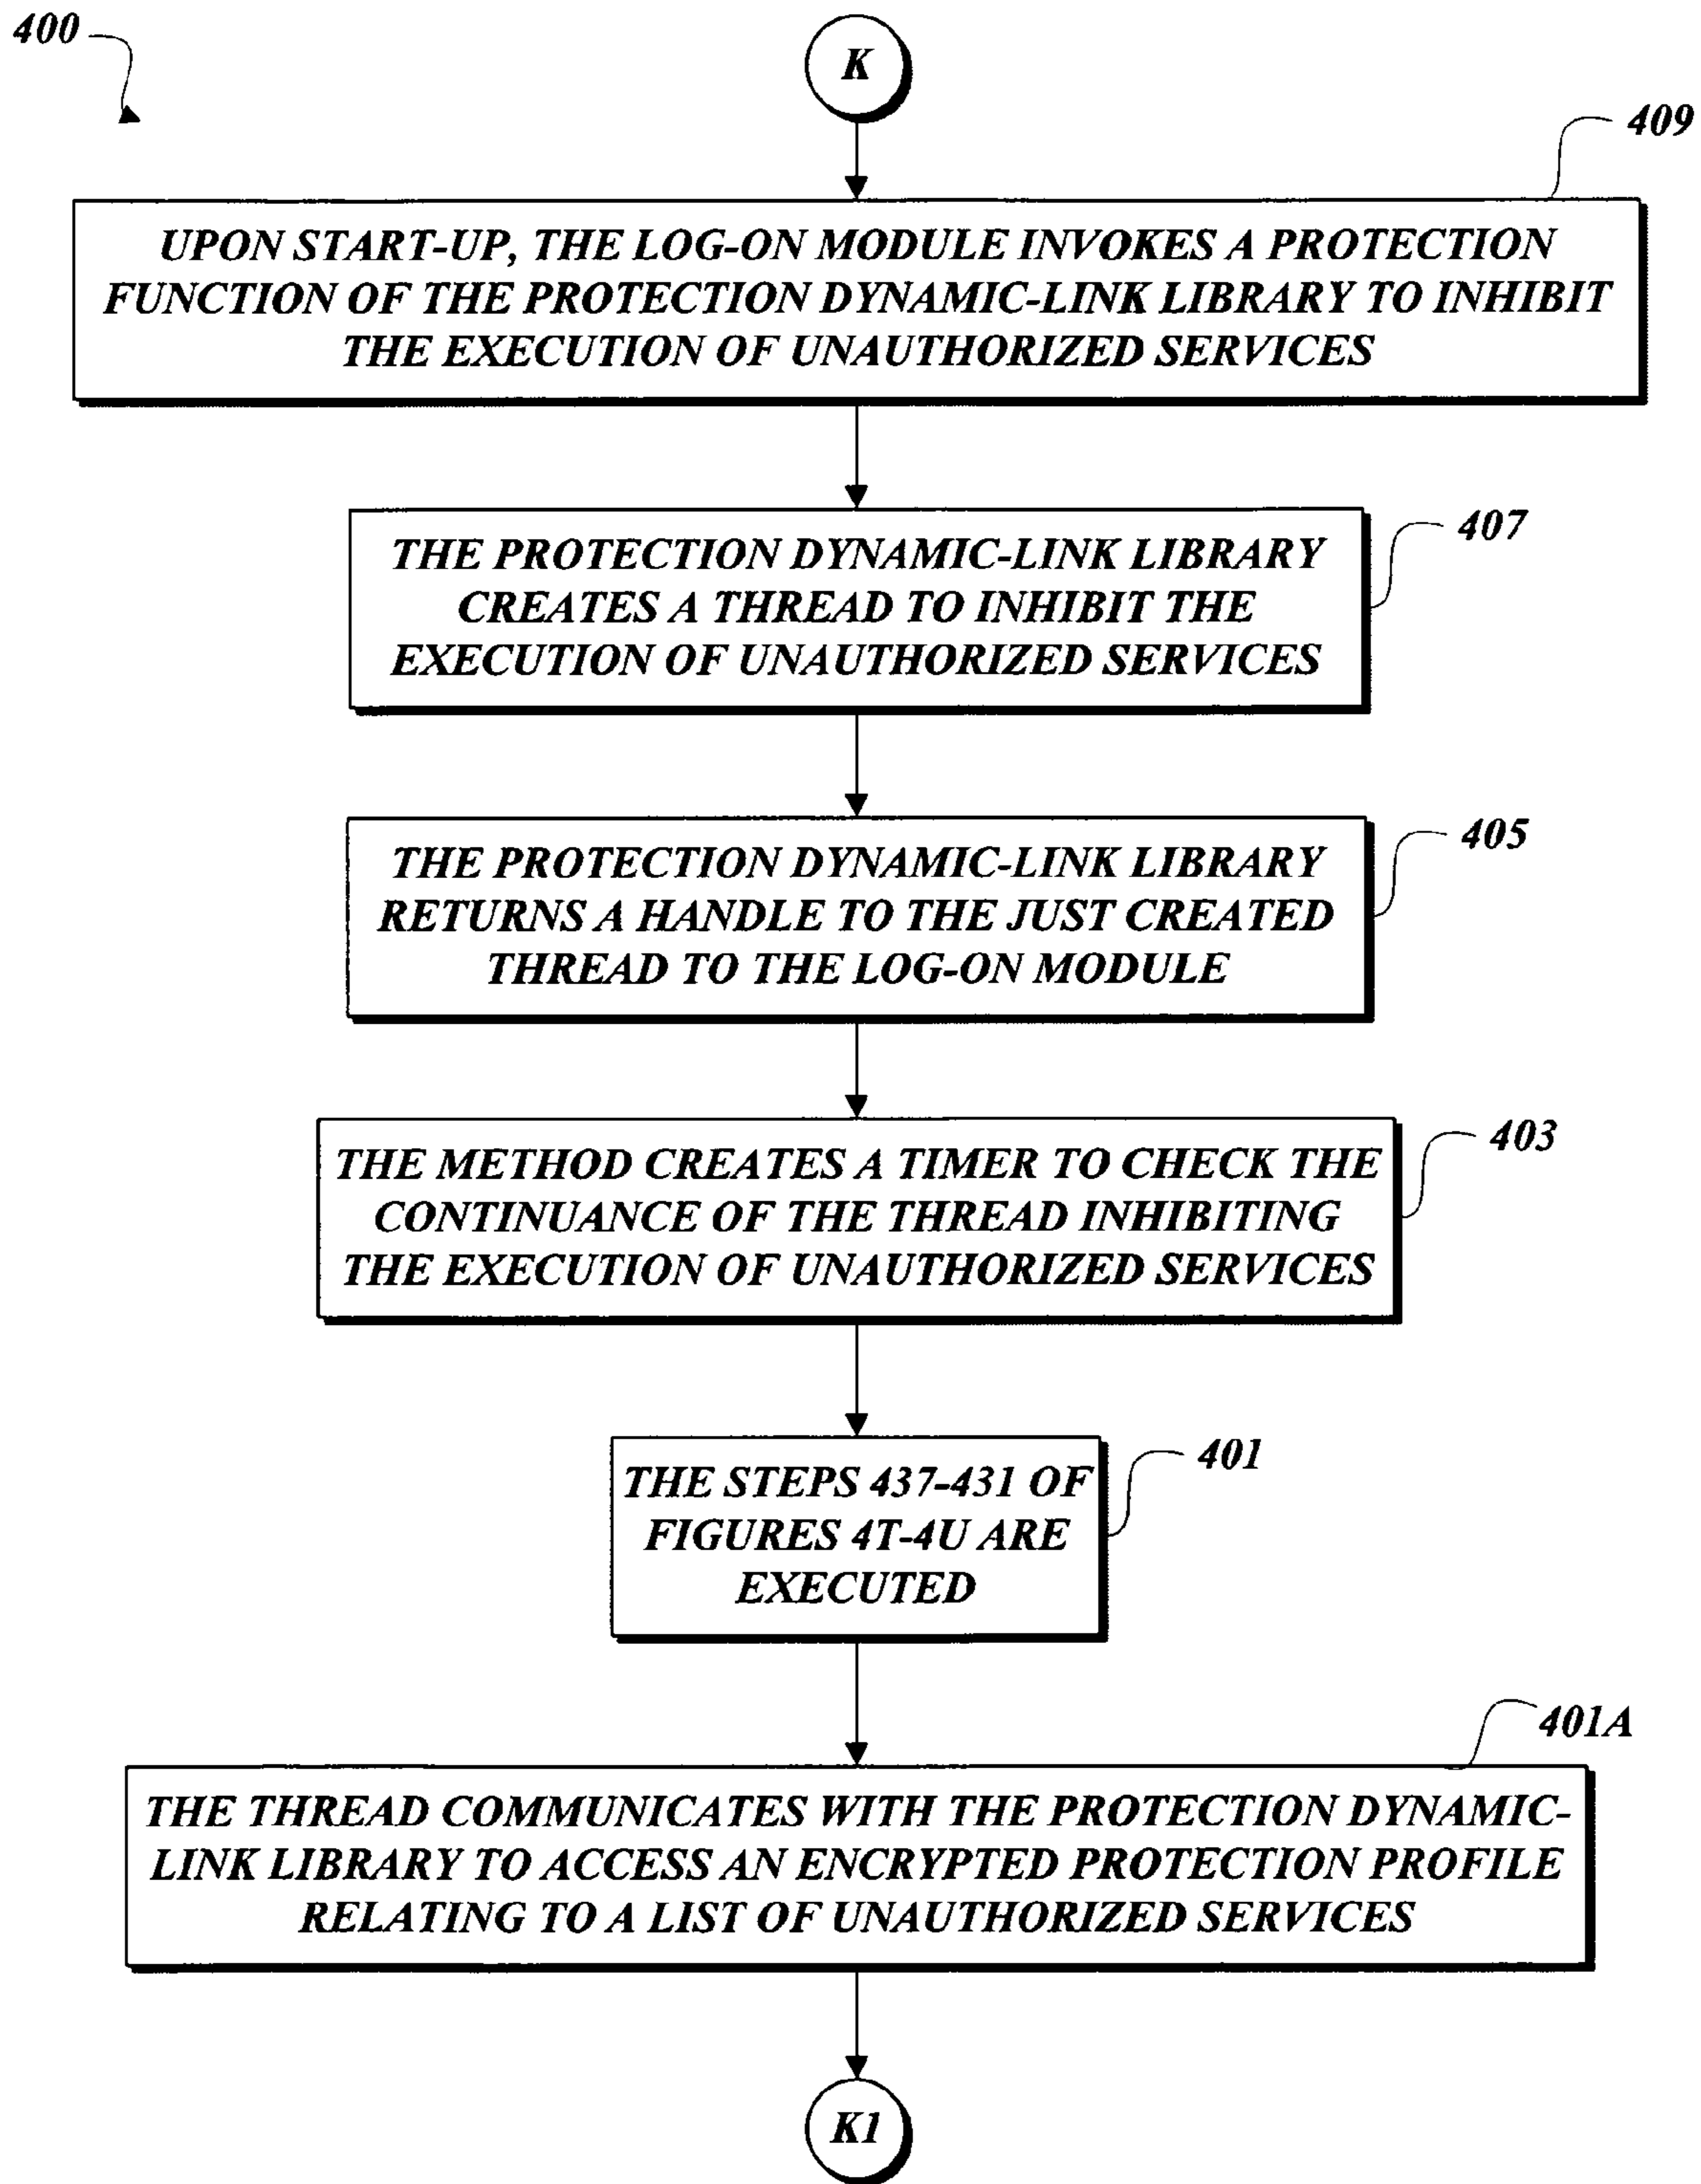 400
K
409
UPON START-UP, THE LOG-ON MODULE INVOKES A PROTECTION
FUNCTION OF THE PROTECTION DYNAMIC-LINK LIBRARY TO INHIBIT
THE EXECUTION OF UNAUTHORIZED SERVICES
407
THE PROTECTION DYNAMIC-LINK LIBRARY
CREATES A THREAD TO INHIBIT THE
EXECUTION OF UNAUTHORIZED SERVICES
405
THE PROTECTION DYNAMIC-LINK LIBRARY
RETURNS A HANDLE TO THE JUST CREATED
THREAD TO THE LOG-ON MODULE
403
THE METHOD CREATES A TIMER TO CHECK THE
CONTINUANCE OF THE THREAD INHIBITING
THE EXECUTION OF UNAUTHORIZED SERVICES
401
THE STEPS 437-431 OF
FIGURES 4T-4U ARE
EXECUTED
401A
THE THREAD COMMUNICATES WITH THE PROTECTION DYNAMIC-
LINK LIBRARY TO ACCESS AN ENCRYPTED PROTECTION PROFILE
RELATING TO A LIST OF UNAUTHORIZED SERVICES
K1